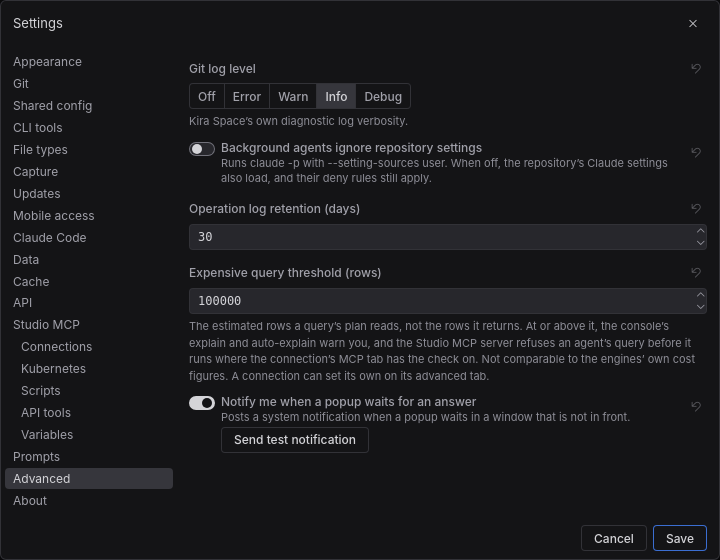 Settings
Appearance
Git
Shared config
CLI tools
File types
Capture
Updates
Mobile access
Claude Code
Data
Cache
API
Studio MCP
Connections
Kubernetes
Scripts
API tools
Variables
Prompts
Advanced
About
Git log level
Off Error Warn Info Debug
Kira Space's own diagnostic log verbosity.
Background agents ignore repository settings
Runs claude -p with --setting-sources user. When off, the repository's Claude settings
also load, and their deny rules still apply.
Operation log retention (days)
30
Expensive query threshold (rows)
100000
The estimated rows a query's plan reads, not the rows it returns. At or above it, the console's
explain and auto-explain warn you, and the Studio MCP server refuses an agent's query before it
runs where the connection's MCP tab has the check on. Not comparable to the engines' own cost
figures. A connection can set its own on its advanced tab.
Notify me when a popup waits for an answer
Posts a system notification when a popup waits in a window that is not in front.
Send test notification
Cancel Save